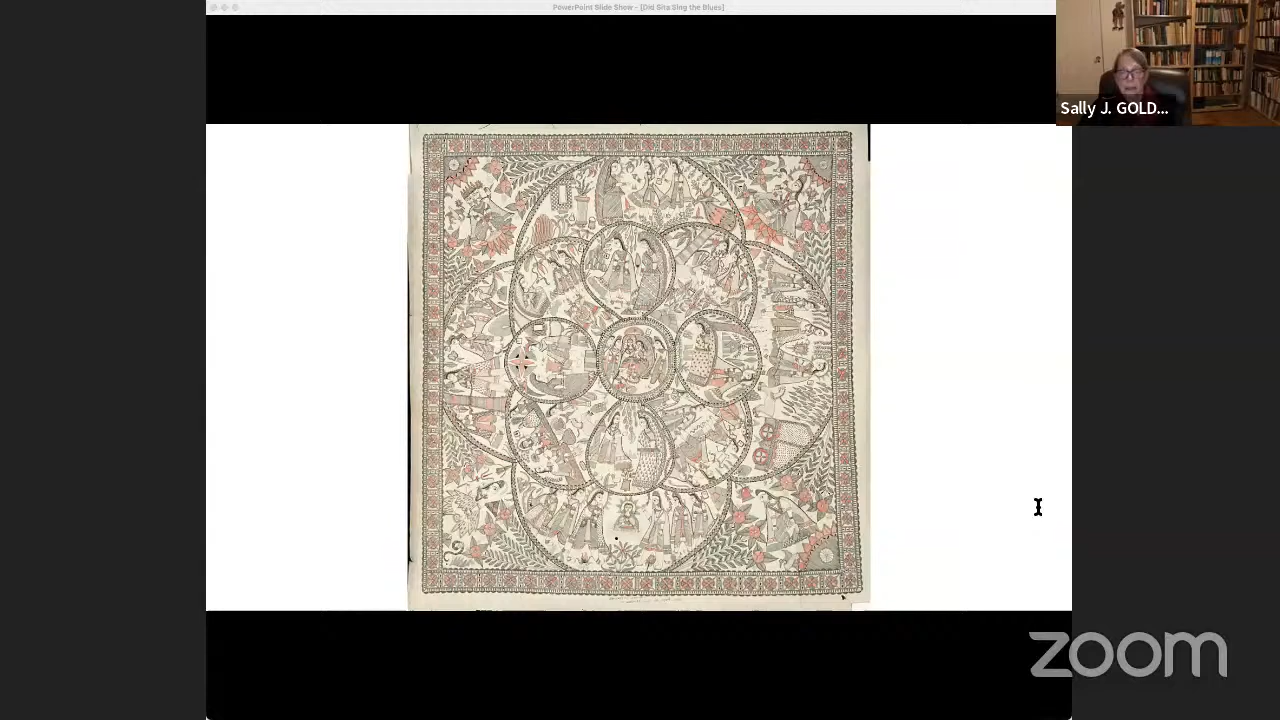 PowerPoint Slide Show - [Did Sita Sing the Blues]
Sally J. GOLD...
zoom